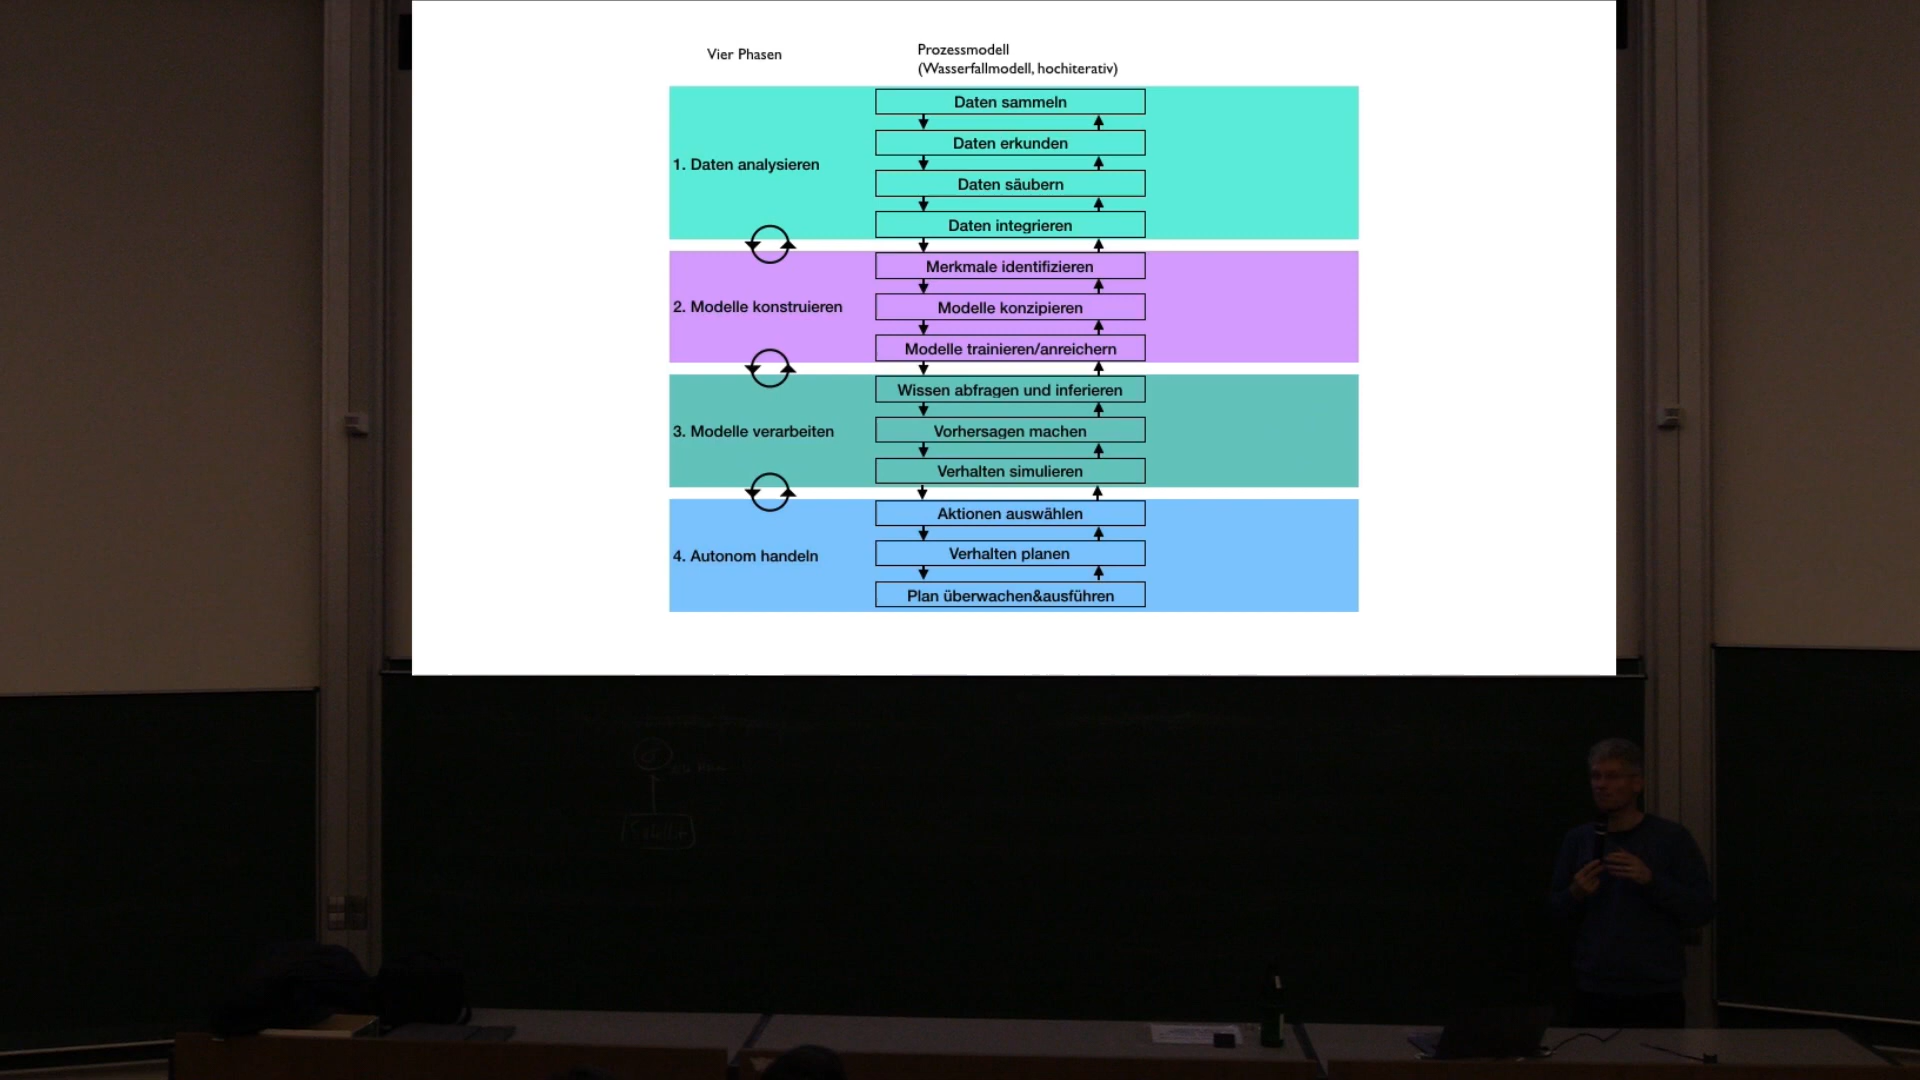 Vier Phasen
Prozessmodell
(Wasserfallmodell, hochiterativ)
1. Daten analysieren
Daten sammeln
Daten erkunden
Daten säubern
Daten integrieren
2. Modelle konstruieren
Merkmale identifizieren
Modelle konzipieren
Modelle trainieren/anreichern
3. Modelle verarbeiten
Wissen abfragen und inferieren
Vorhersagen machen
Verhalten simulieren
4. Autonom handeln
Aktionen auswählen
Verhalten planen
Plan überwachen&ausführen